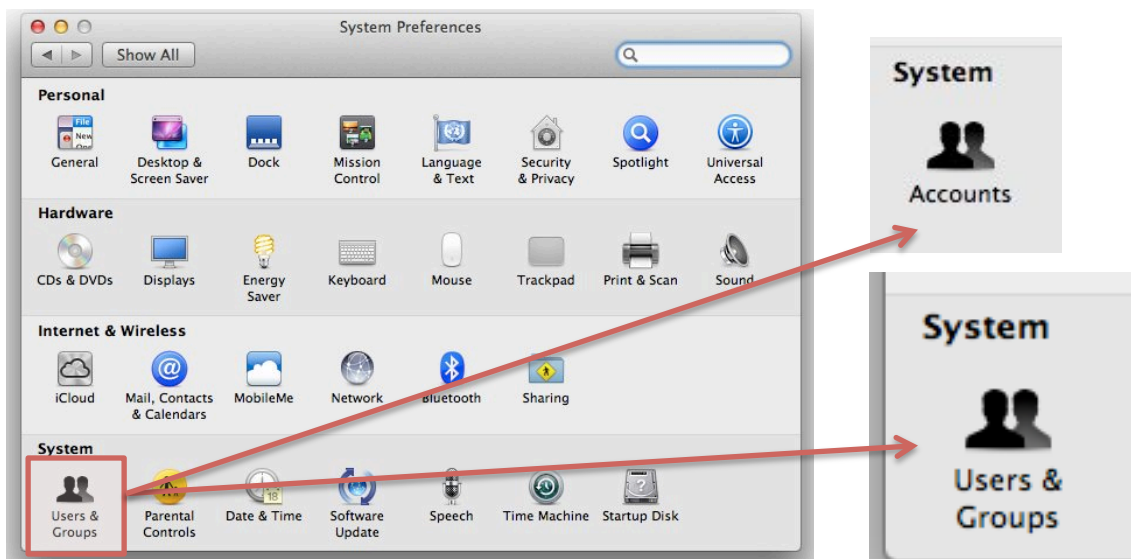 System Preferences
Show All
Personal
File
New
General
Desktop &
Screen Saver
Dock
Mission
Control
Language
& Text
Security
& Privacy
Spotlight
Universal
Access
Hardware
CDs & DVDs
Displays
Energy
Saver
Keyboard
Mouse
Trackpad
Print & Scan
Sound
Internet & Wireless
iCloud
@
Mail, Contacts
& Calendars
MobileMe
Network
Bluetooth
Sharing
System
Users &
Groups
Parental
Controls
18
Date & Time
Software
Update
Speech
Time Machine
?
Startup Disk
System
Accounts
System
Users &
Groups